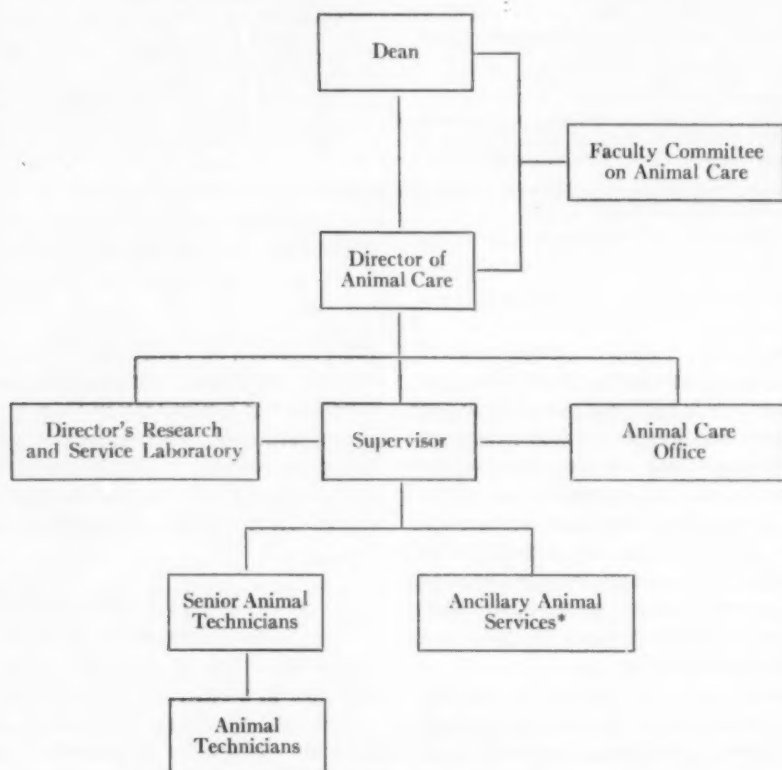 Dean
Faculty Committee
on Animal Care
Director of
Animal Care
Director's Research
and Service Laboratory
Supervisor
Animal Care
Office
Senior Animal
Technicians
Ancillary Animal
Services*
Animal
Technicians